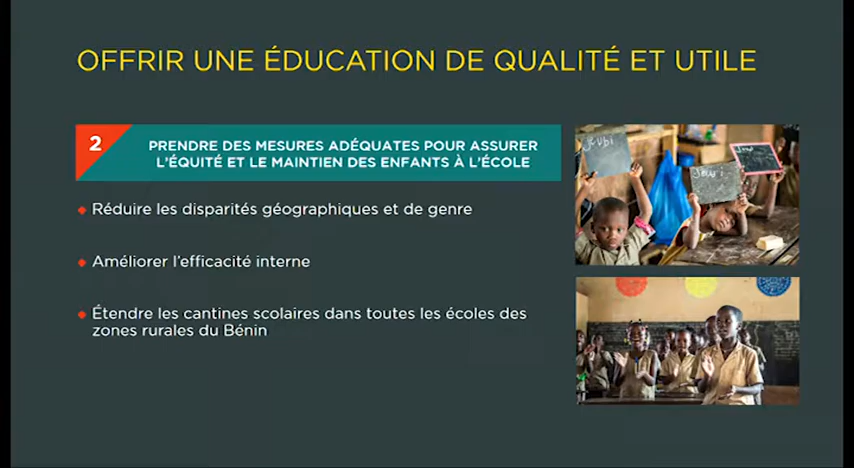 OFFRIR UNE ÉDUCATION DE QUALITÉ ET UTILE
2
PRENDRE DES MESURES ADÉQUATES POUR ASSURER
L'ÉQUITÉ ET LE MAINTIEN DES ENFANTS À L'ÉCOLE
Réduire les disparités géographiques et de genre
Améliorer l'efficacité interne
Étendre les cantines scolaires dans toutes les écoles des
zones rurales du Bénin